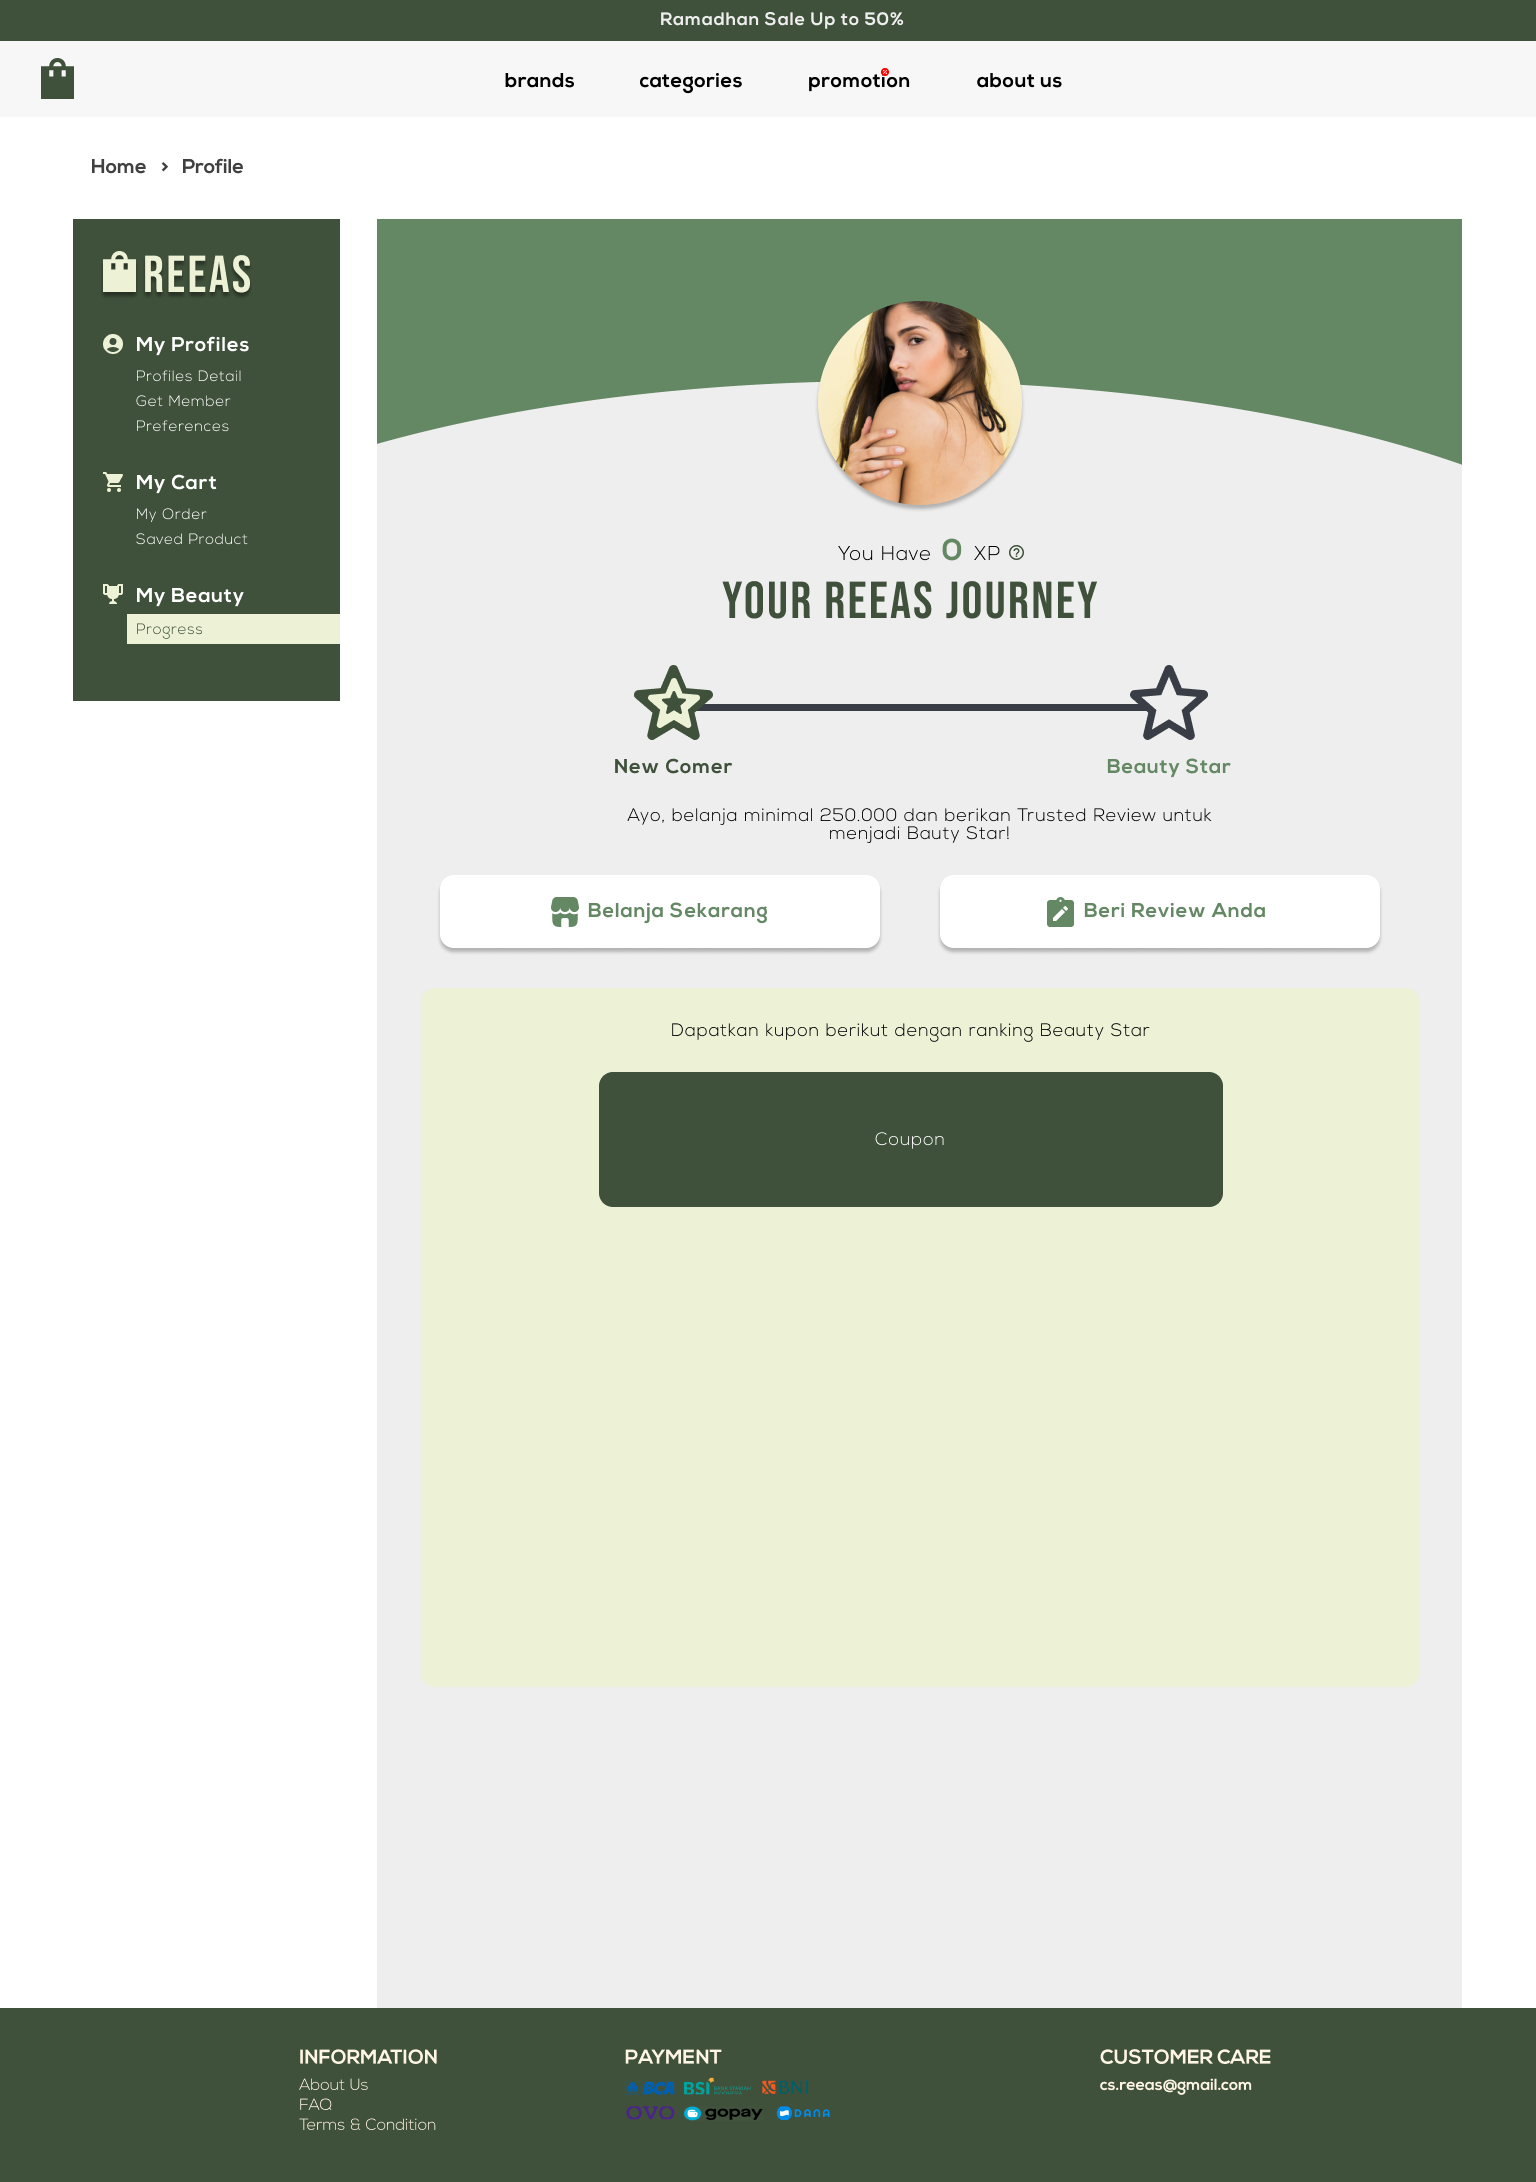 Ramadhan Sale Up to 50%
brands categories promotion about us
Home > Profile
REEAS
My Profiles
Profiles Detail
Get Member
Preferences
My Cart
My Order
Saved Product
My Beauty
Progress
You Have 0 XP ?
YOUR REEAS JOURNEY
New Comer
Beauty Star
Ayo, belanja minimal 250.000 dan berikan Trusted Review untuk
menjadi Bauty Star!
Belanja Sekarang
Beri Review Anda
Dapatkan kupon berikut dengan ranking Beauty Star
Coupon
INFORMATION
About Us
FAQ
Terms & Condition
PAYMENT
BCA BSI BNI
OVO gopay DANA
CUSTOMER CARE
cs.reeas@gmail.com